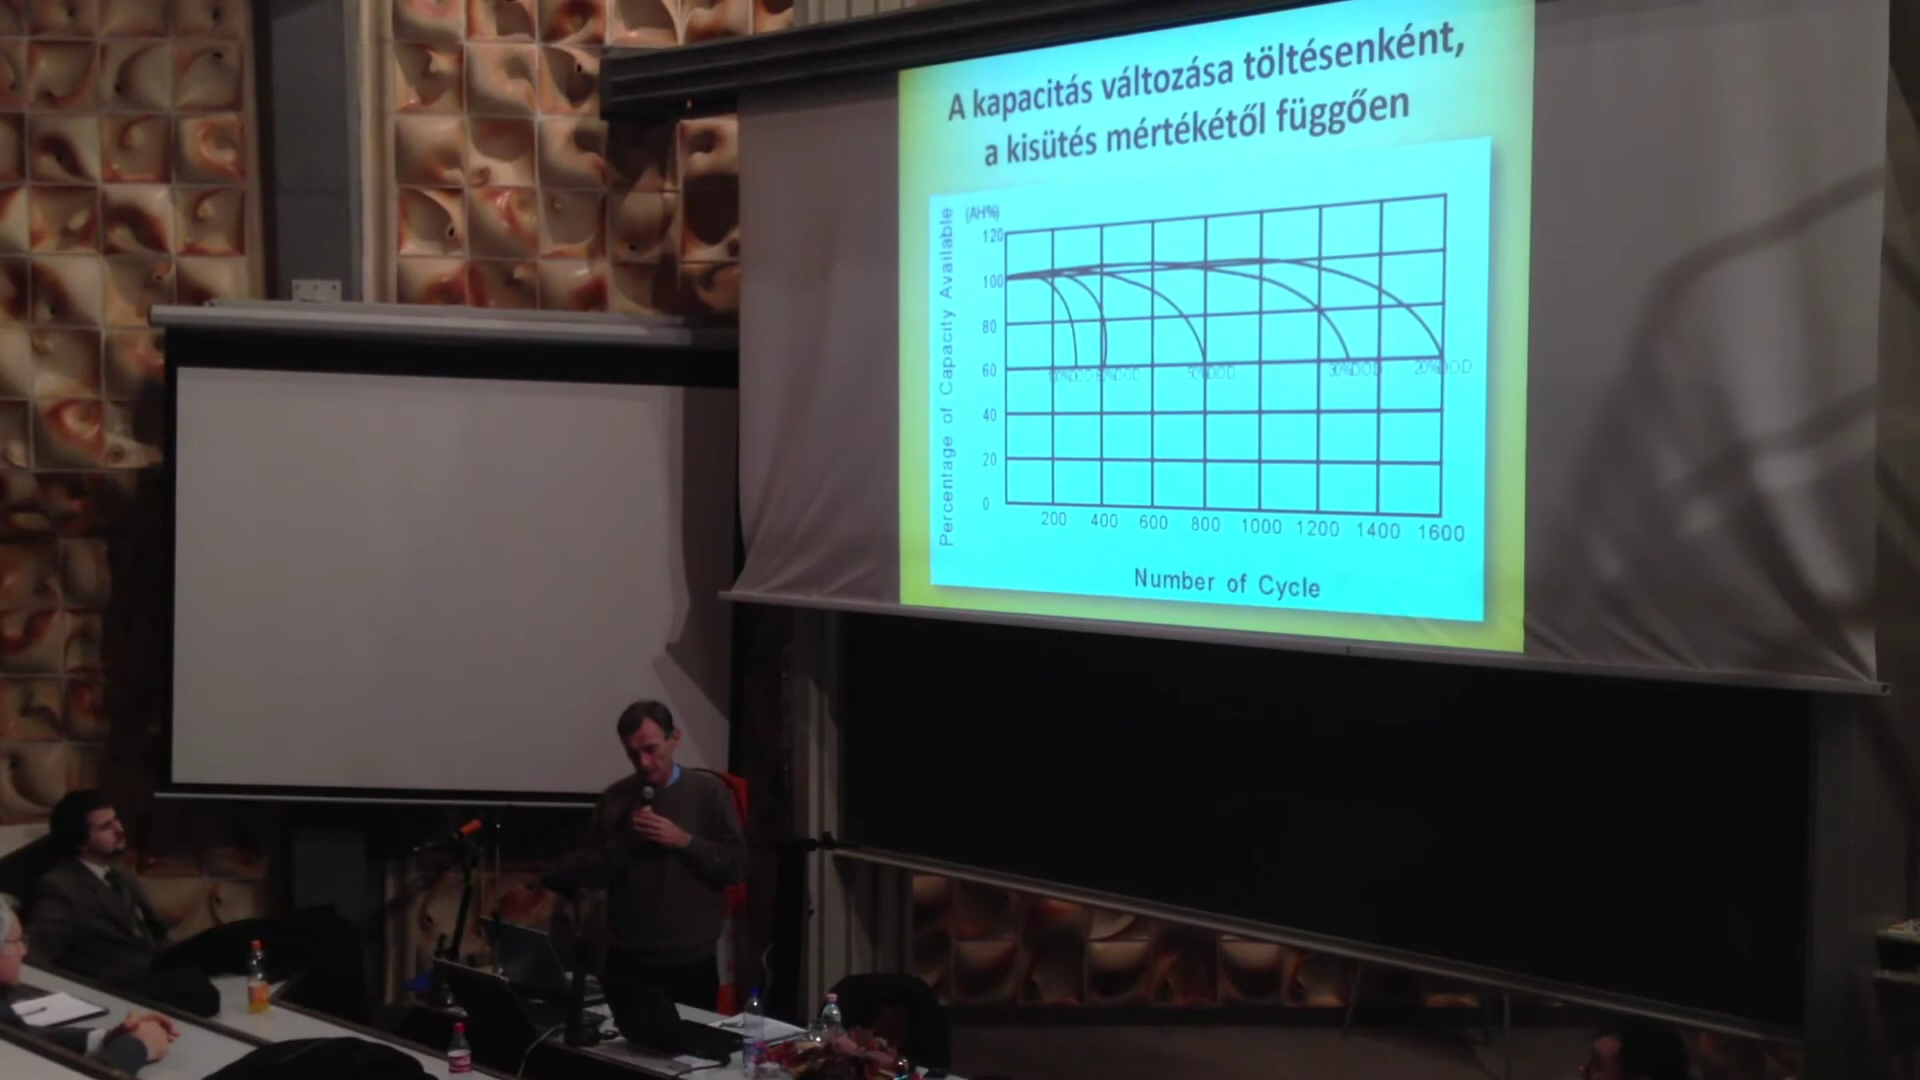 A kapacitás változása töltésenként,
a kisütés mértékétől függően
Percentage of Capacity Available
(AH%)
120
100
80
60
40
20
0
50%DOD
30%DOD
20%DOD
200 400 600 800 1000 1200 1400 1600
Number of Cycle